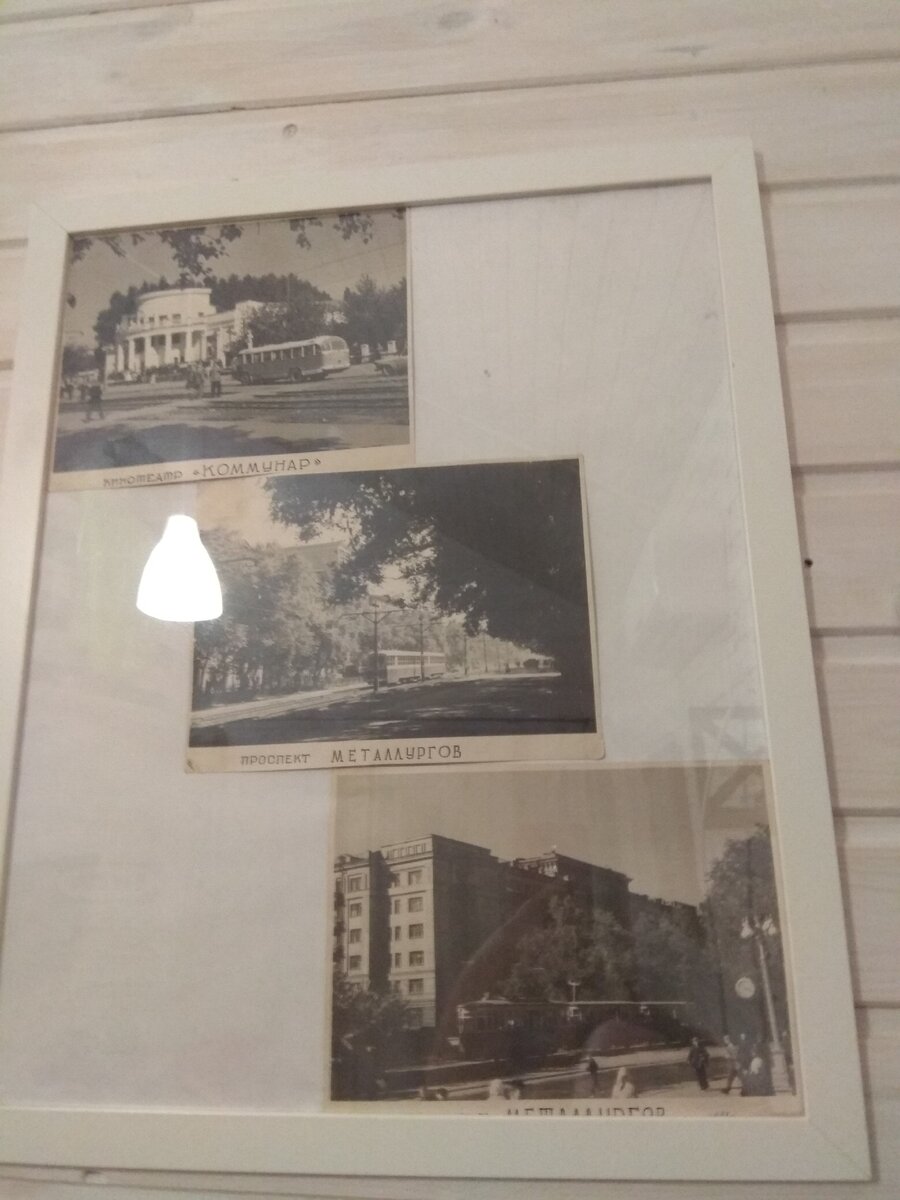 КИНОТЕАТР «КОММУНАР»
ПРОСПЕКТ МЕТАЛЛУРГОВ
МЕТАЛЛУРГОВ